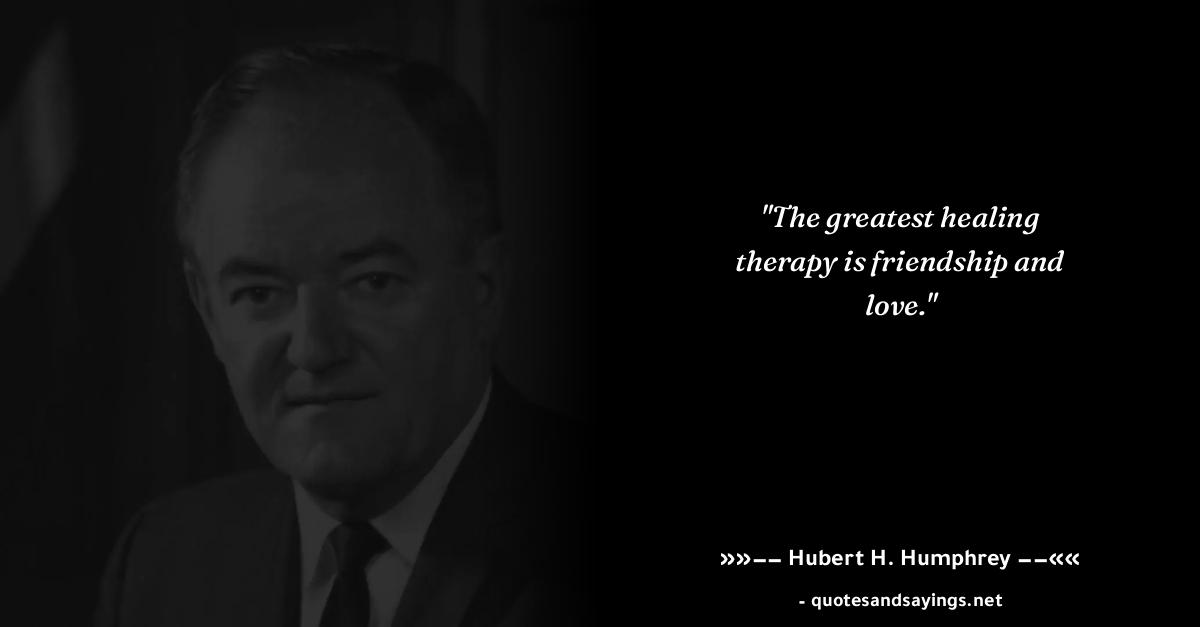 "The greatest healing
therapy is friendship and
love."
»»–– Hubert H. Humphrey ––««
- quotesandsayings.net